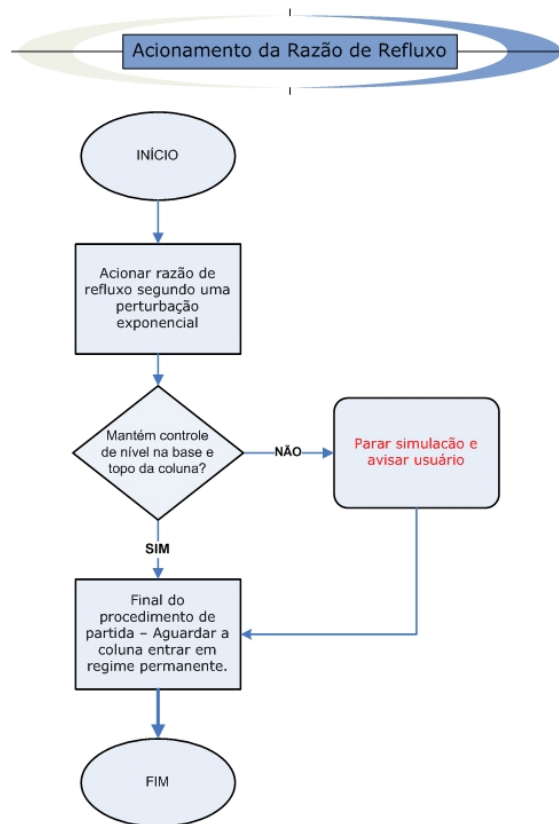 Acionamento da Razão de Refluxo
INÍCIO
Acionar razão de
refluxo segundo uma
perturbação
exponencial
Mantém controle
de nível na base e
topo da coluna?
NÃO
Parar simulacão e
avisar usuário
SIM
Final do
procedimento de
partida – Aguardar a
coluna entrar em
regime permanente.
FIM